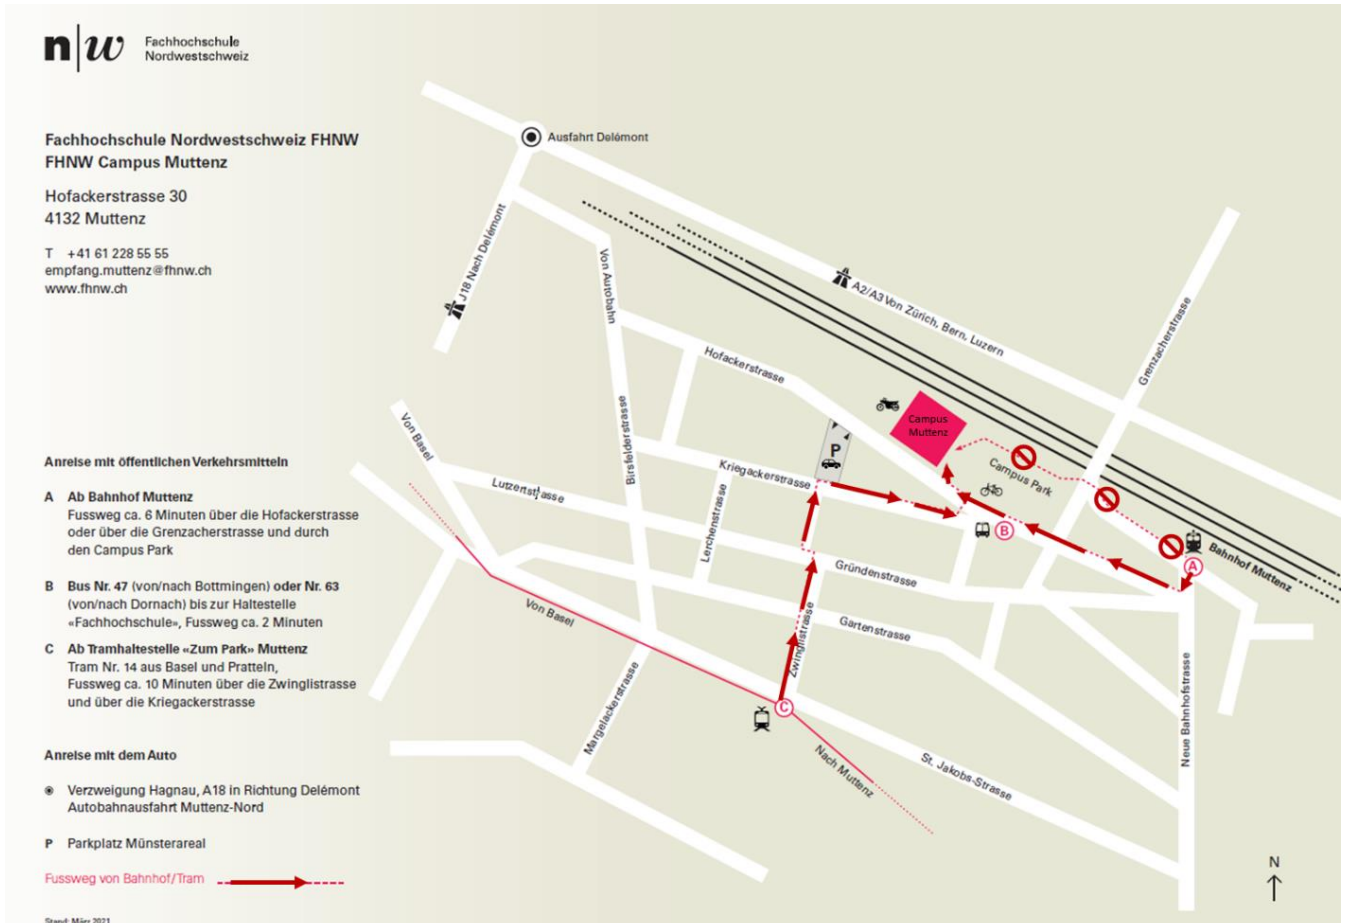 n|w
Fachhochschule
Nordwestschweiz
Fachhochschule Nordwestschweiz FHNW
FHNW Campus Muttenz
Hofackerstrasse 30
4132 Muttenz
T +41 61 228 55 55
empfang.muttenz@fhnw.ch
www.fhnw.ch
Anreise mit öffentlichen Verkehrsmitteln
A Ab Bahnhof Muttenz
Fussweg ca. 6 Minuten über die Hofackerstrasse
oder über die Grenzacherstrasse und durch
den Campus Park
B Bus Nr. 47 (von/nach Bottmingen) oder Nr. 63
(von/nach Dornach) bis zur Haltestelle
«Fachhochschule», Fussweg ca. 2 Minuten
C Ab Tramhaltestelle «Zum Park» Muttenz
Tram Nr. 14 aus Basel und Pratteln,
Fussweg ca. 10 Minuten über die Zwinglistrasse
und über die Kriegackerstrasse
Anreise mit dem Auto
Verzweigung Hagnau, A18 in Richtung Delémont
Autobahnausfahrt Muttenz-Nord
P Parkplatz Münsterareal
Fussweg von Bahnhof/Tram
Stand: März 2021
Ausfahrt Delémont
J18 Nach Delémont
Von Autobahn
A2/A3 Von Zürich, Bern, Luzern
Grenzacherstrasse
Hofackerstrasse
Campus
Muttenz
Von Basel
Birsfelderstrasse
P
Kriegackerstrasse
Campus Park
Lutzertstrasse
Lerchenstrasse
B
Bahnhof Muttenz
A
Gründenstrasse
Von Basel
Zwinglistrasse
Gartenstrasse
Margelackerstrasse
C
Neue Bahnhofstrasse
Nach Muttenz
St. Jakobs-Strasse
N